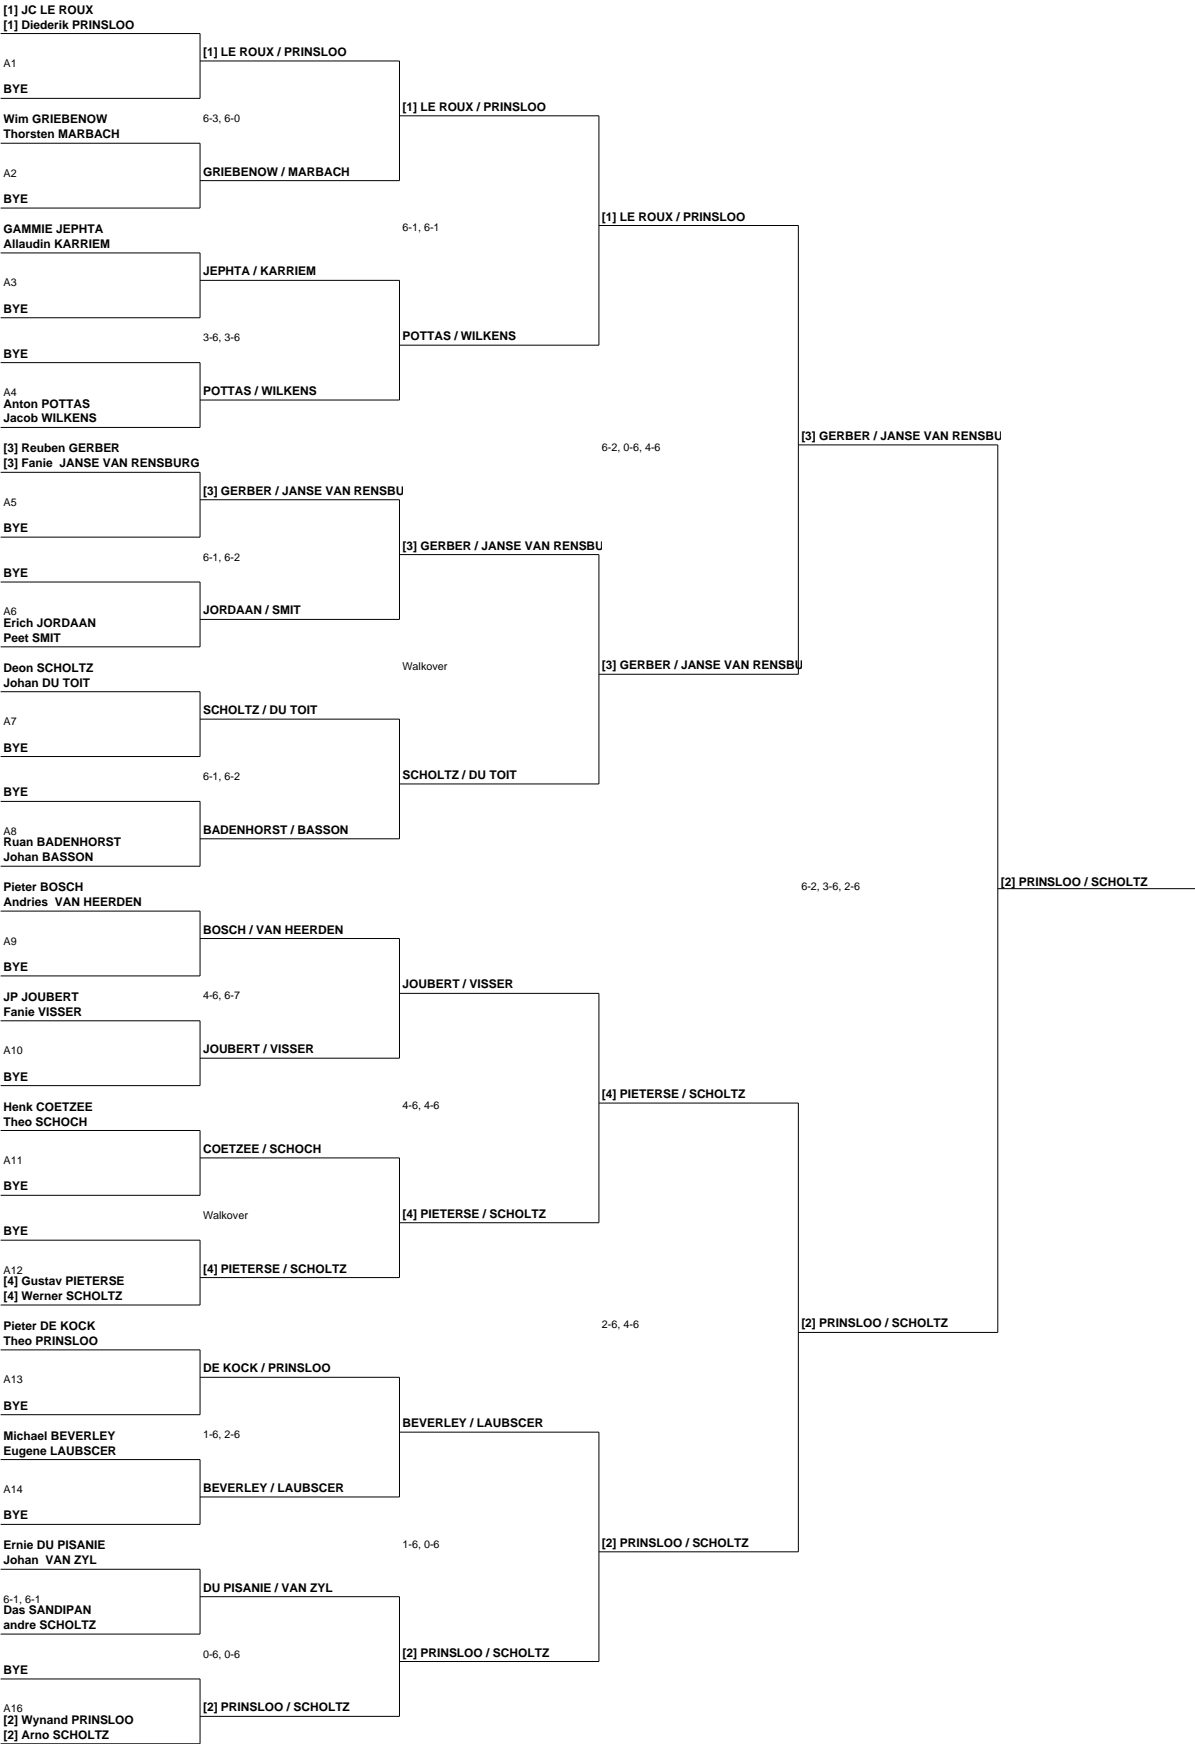 [1] JC LE ROUX
[1] Diederik PRINSLOO
A1
BYE
Wim GRIEBENOW
Thorsten MARBACH
A2
BYE
GAMMIE JEPHTA
Allaudin KARRIEM
A3
BYE
BYE
A4
Anton POTTAS
Jacob WILKENS
[3] Reuben GERBER
[3] Fanie  JANSE VAN RENSBURG
A5
BYE
BYE
A6
Erich JORDAAN
Peet SMIT
Deon SCHOLTZ
Johan DU TOIT
A7
BYE
BYE
A8
Ruan BADENHORST
Johan BASSON
Pieter BOSCH
Andries  VAN HEERDEN
A9
BYE
JP JOUBERT
Fanie VISSER
A10
BYE
Henk COETZEE
Theo SCHOCH
A11
BYE
BYE
A12
[4] Gustav PIETERSE
[4] Werner SCHOLTZ
Pieter DE KOCK
Theo PRINSLOO
A13
BYE
Michael BEVERLEY
Eugene LAUBSCER
A14
BYE
Ernie DU PISANIE
Johan  VAN ZYL
6-1, 6-1
Das SANDIPAN
andre SCHOLTZ
BYE
A16
[2] Wynand PRINSLOO
[2] Arno SCHOLTZ
[1] LE ROUX / PRINSLOO
6-3, 6-0
GRIEBENOW / MARBACH
JEPHTA / KARRIEM
3-6, 3-6
POTTAS / WILKENS
[3] GERBER / JANSE VAN RENSBU
6-1, 6-2
JORDAAN / SMIT
SCHOLTZ / DU TOIT
6-1, 6-2
BADENHORST / BASSON
BOSCH / VAN HEERDEN
4-6, 6-7
JOUBERT / VISSER
COETZEE / SCHOCH
Walkover
[4] PIETERSE / SCHOLTZ
DE KOCK / PRINSLOO
1-6, 2-6
BEVERLEY / LAUBSCER
DU PISANIE / VAN ZYL
0-6, 0-6
[2] PRINSLOO / SCHOLTZ
[1] LE ROUX / PRINSLOO
6-1, 6-1
POTTAS / WILKENS
[3] GERBER / JANSE VAN RENSBU
Walkover
SCHOLTZ / DU TOIT
JOUBERT / VISSER
4-6, 4-6
[4] PIETERSE / SCHOLTZ
BEVERLEY / LAUBSCER
1-6, 0-6
[2] PRINSLOO / SCHOLTZ
[1] LE ROUX / PRINSLOO
6-2, 0-6, 4-6
[3] GERBER / JANSE VAN RENSBU
[4] PIETERSE / SCHOLTZ
2-6, 4-6
[2] PRINSLOO / SCHOLTZ
[3] GERBER / JANSE VAN RENSBU
6-2, 3-6, 2-6
[2] PRINSLOO / SCHOLTZ
[2] PRINSLOO / SCHOLTZ